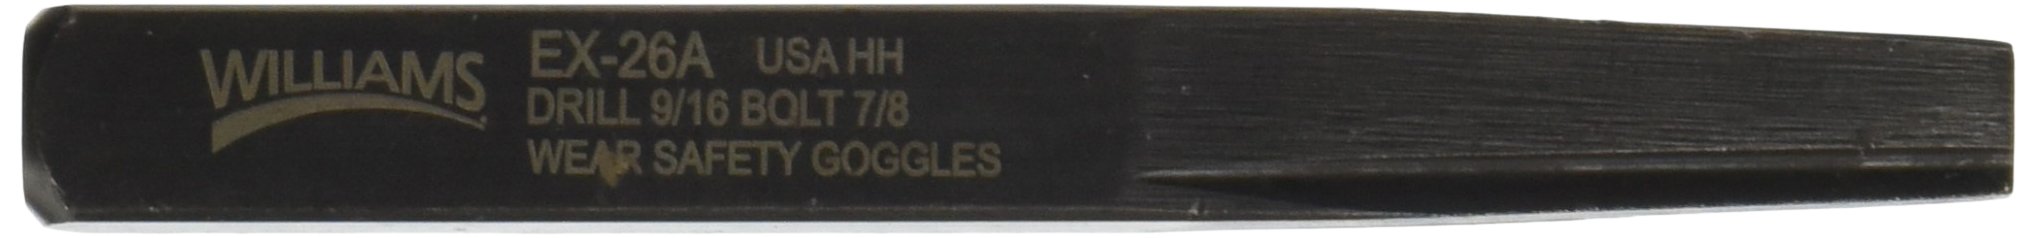 WILLIAMS
EX-26A USA HH
DRILL 9/16 BOLT 7/8
WEAR SAFETY GOGGLES